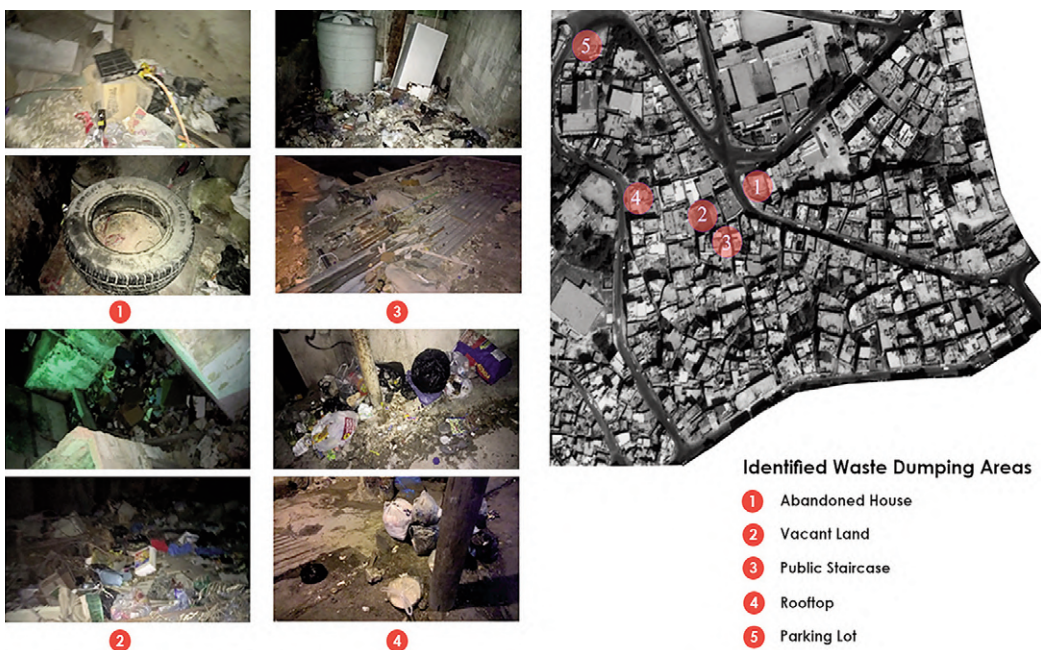 1
3
2
4
5
4
1
2
3
Identified Waste Dumping Areas
1 Abandoned House
2 Vacant Land
3 Public Staircase
4 Rooftop
5 Parking Lot